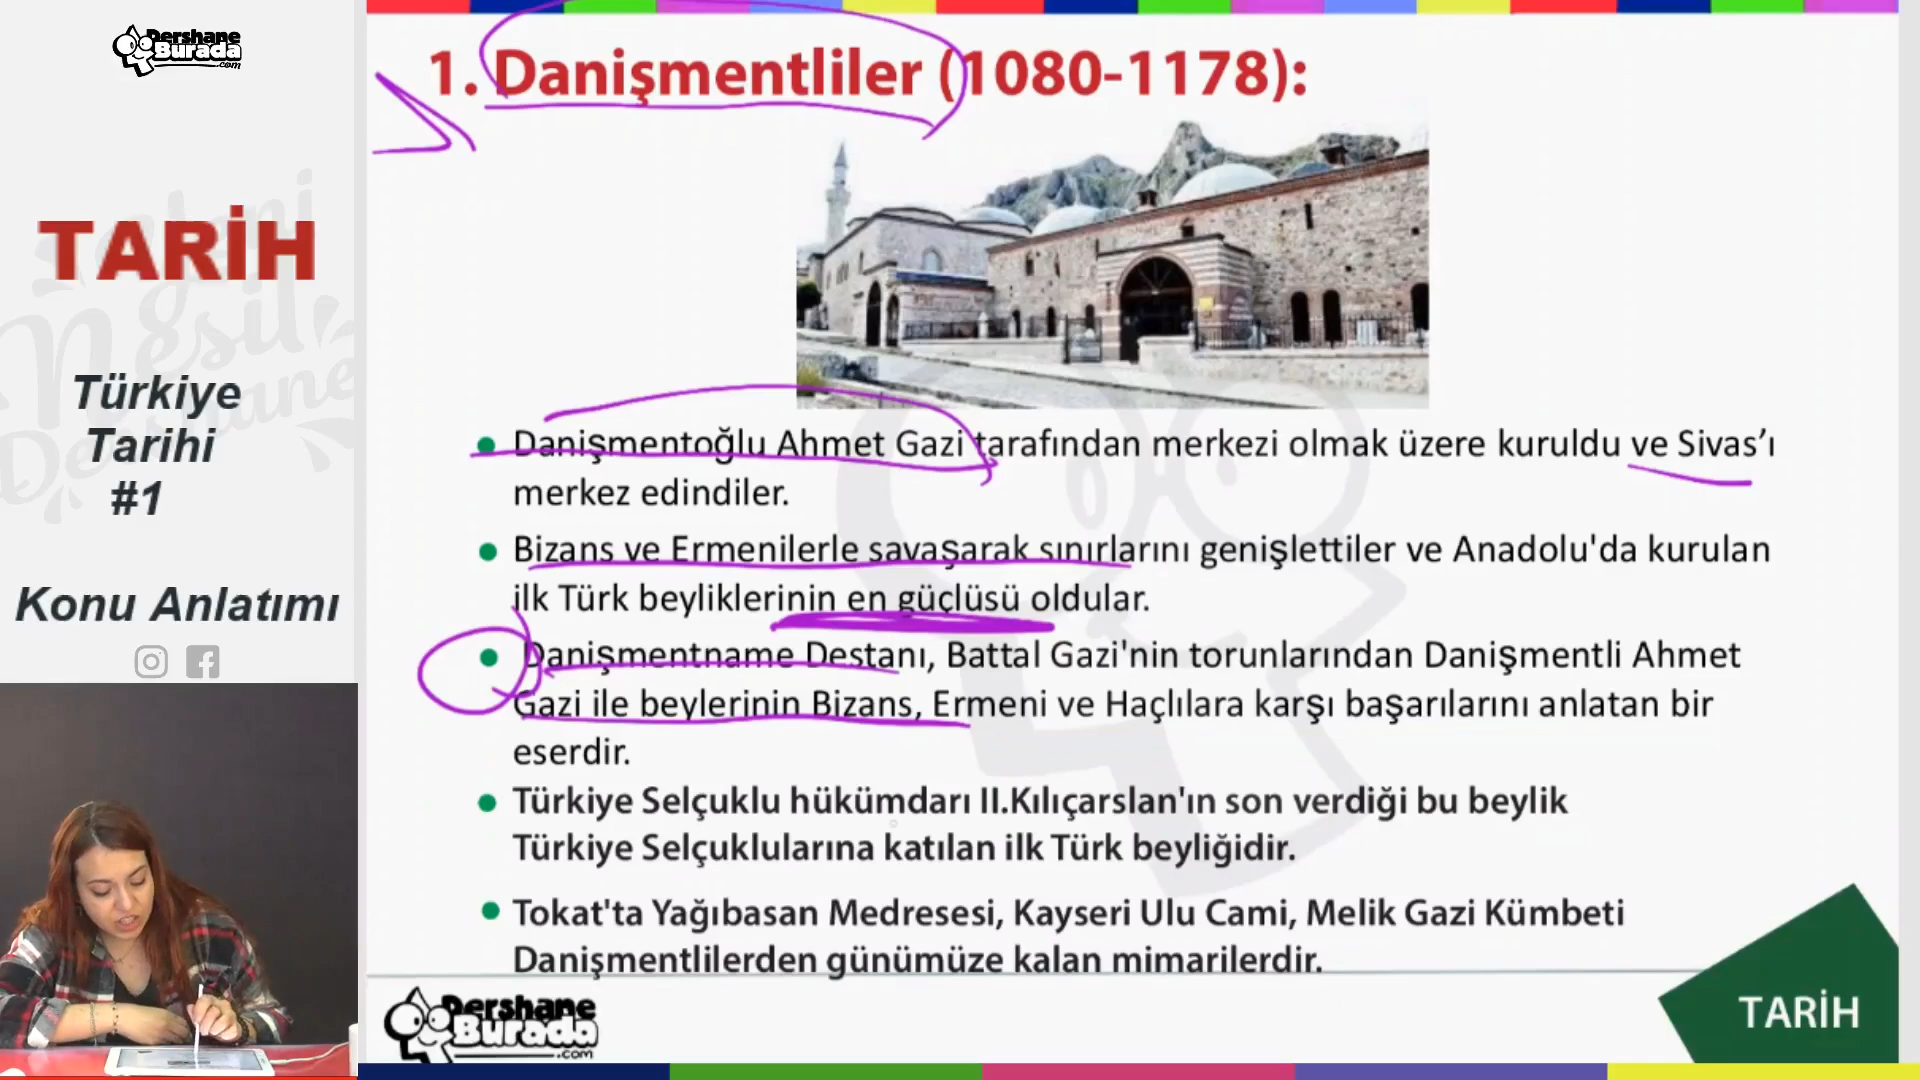 Dershane
Burada
.com
TARİH
Türkiye
Tarihi
#1
Konu Anlatımı
Yeni
Nesil
Dershane
1. Danişmentliler (1080-1178):
Danişmentoğlu Ahmet Gazi tarafından merkezi olmak üzere kuruldu ve Sivas’ı
merkez edindiler.
Bizans ve Ermenilerle savaşarak sınırlarını genişlettiler ve Anadolu'da kurulan
ilk Türk beyliklerinin en güçlüsü oldular.
Danişmentname Destanı, Battal Gazi'nin torunlarından Danişmentli Ahmet
Gazi ile beylerinin Bizans, Ermeni ve Haçlılara karşı başarılarını anlatan bir
eserdir.
Türkiye Selçuklu hükümdarı II.Kılıçarslan'ın son verdiği bu beylik
Türkiye Selçuklularına katılan ilk Türk beyliğidir.
Tokat'ta Yağıbasan Medresesi, Kayseri Ulu Cami, Melik Gazi Kümbeti
Danişmentlilerden günümüze kalan mimarilerdir.
Dershane
Burada
.com
TARİH